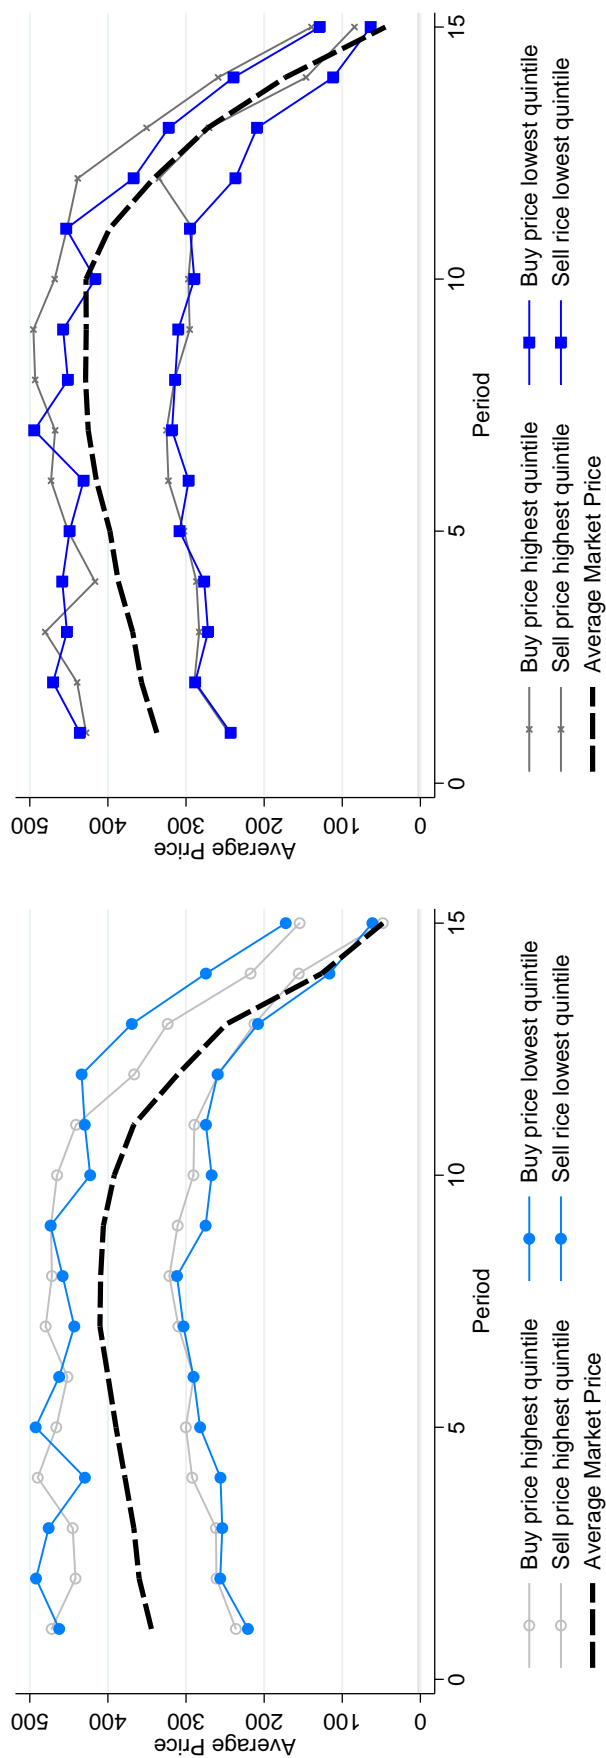 Average Price
500
400
300
200
100
0
0
5
10
15
Period
Buy price highest quintile
Buy price lowest quintile
Sell price highest quintile
Sell rice lowest quintile
Average Market Price
Average Price
500
400
300
200
100
0
0
5
10
15
Period
Buy price highest quintile
Buy price lowest quintile
Sell price highest quintile
Sell rice lowest quintile
Average Market Price